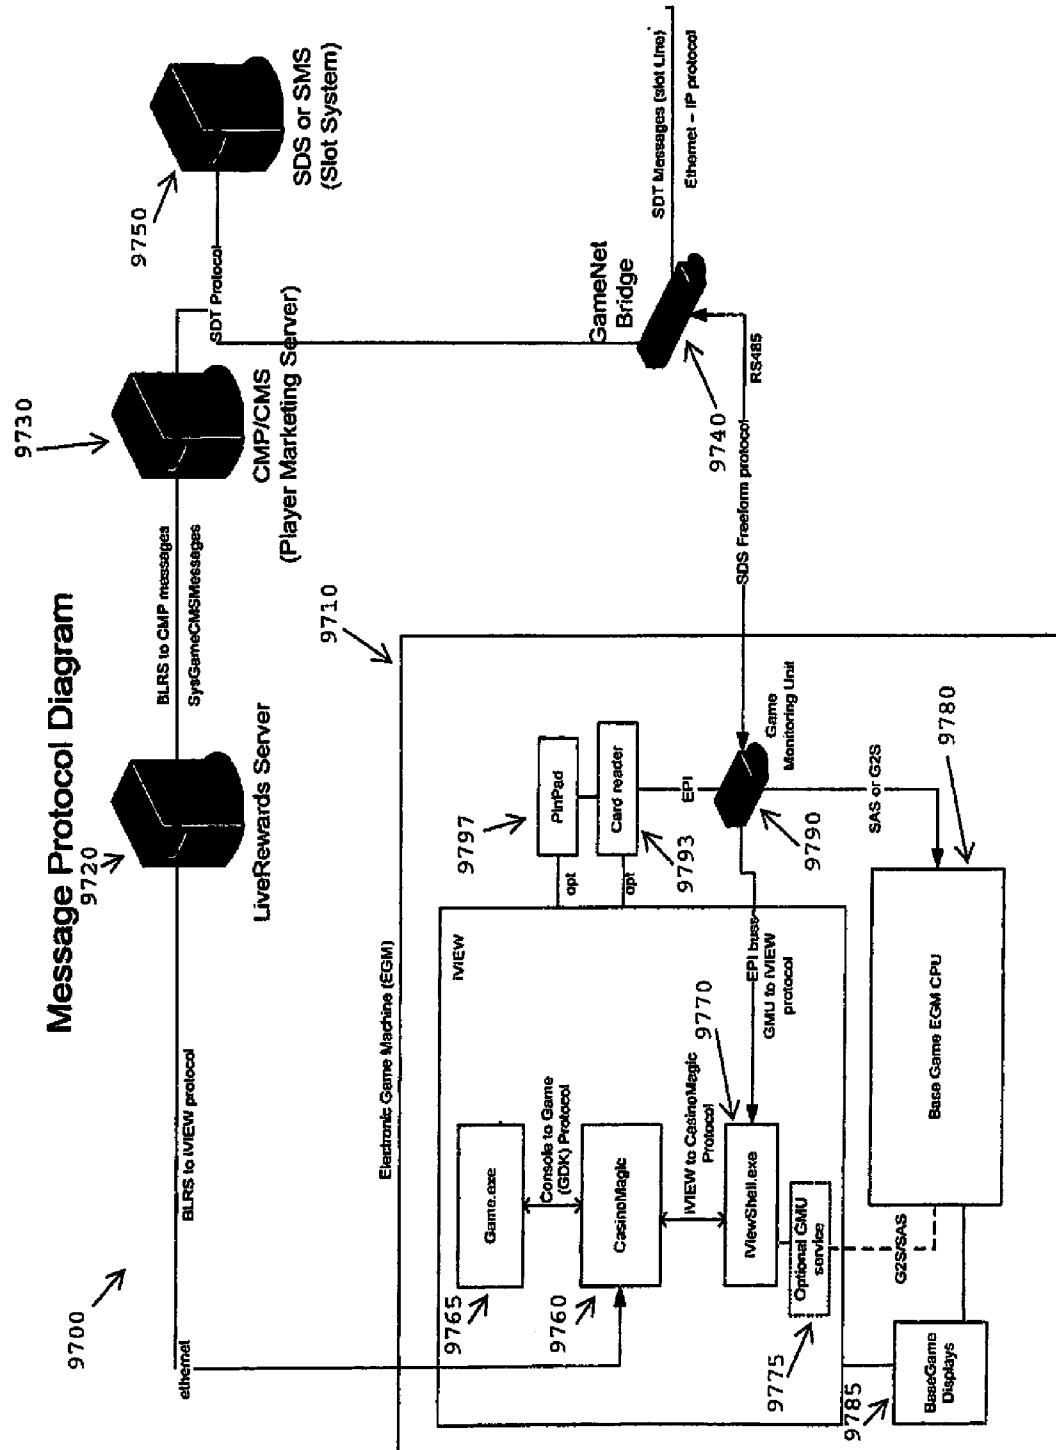 Message Protocol Diagram
9700
9720
9730
9750
ethernet
BLRS to iVIEW protocol
LiveRewards Server
BLRS to CMP messages
SysGameCMSMessages
CMP/CMS
(Player Marketing Server)
SDT Protocol
SDS or SMS
(Slot System)
9710
Electronic Game Machine (EGM)
iVIEW
9765
Game.exe
Console to Game
(GDK) Protocol
9760
CasinoMagic
iVIEW to CasinoMagic
Protocol
9770
iViewShell.exe
Optional GMU
service
9775
9797
PinPad
opt
Card reader
opt
9793
EPI
EPI buss
GMU to iVIEW
protocol
Game
Monitoring Unit
9790
SDS Freeform protocol
RS485
9740
GameNet
Bridge
SDT Messages (slot Line)
Ethernet – IP protocol
SAS or G2S
9780
Base Game EGM CPU
G2S/SAS
9785
BaseGame
Displays